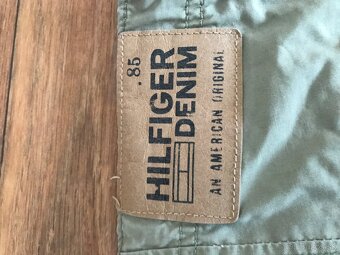 .85
HILFIGER
DENIM
AN AMERICAN ORIGINAL